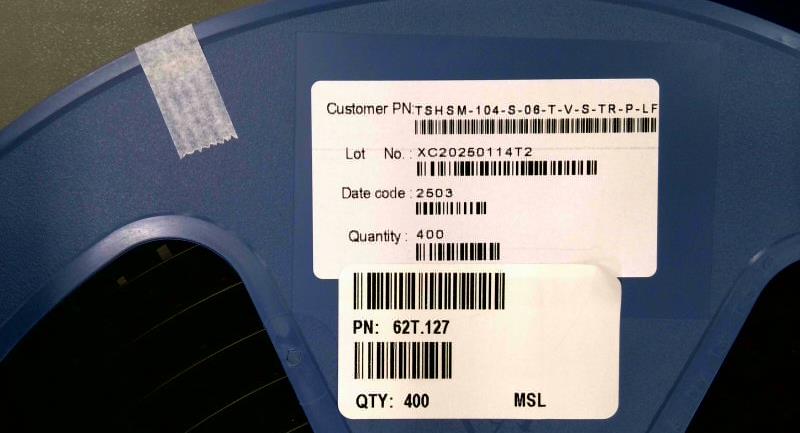 Customer PN: TSHSM-104-S-06-T-V-S-TR-P-LF
Lot No.: XC20250114T2
Date code: 2503
Quantity: 400
PN: 62T.127
QTY: 400 MSL